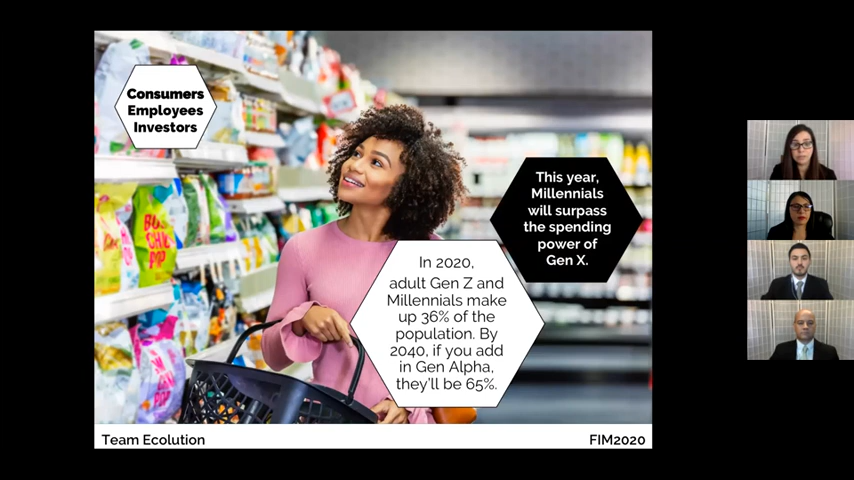 Consumers
Employees
Investors
This year,
Millennials
will surpass
the spending
power of
Gen X.
In 2020,
adult Gen Z and
Millennials make
up 36% of the
population. By
2040, if you add
in Gen Alpha,
they'll be 65%.
Team Ecolution
FIM2020